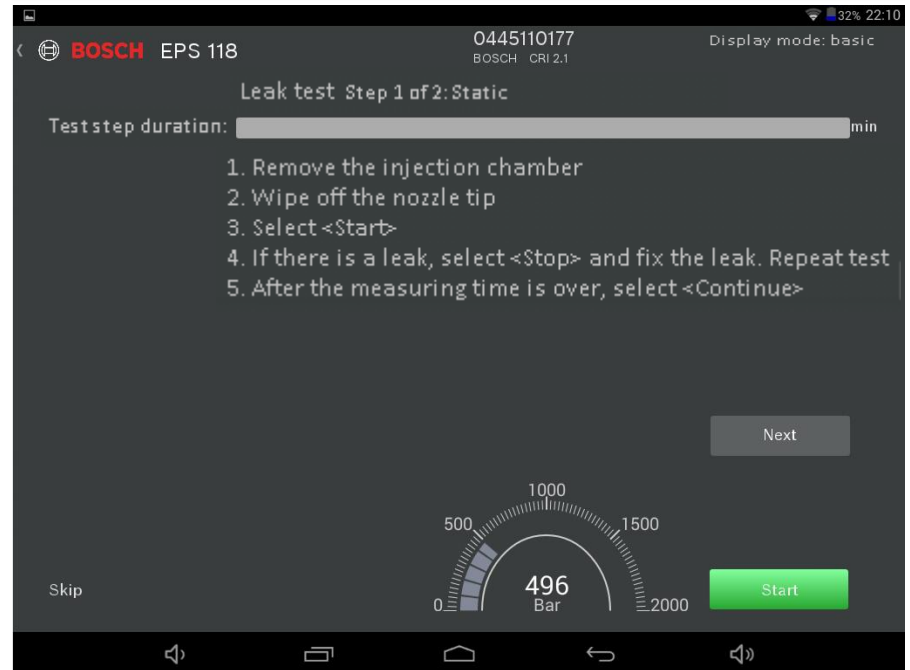 32% 22:10
BOSCH EPS 118
0445110177
BOSCH CRI 2.1
Display mode: basic
Leak test Step 1 of 2: Static
Test step duration: min
1. Remove the injection chamber
2. Wipe off the nozzle tip
3. Select <Start>
4. If there is a leak, select <Stop> and fix the leak. Repeat test
5. After the measuring time is over, select <Continue>
Next
1000
500 1500
496
Bar
0 2000
Skip
Start